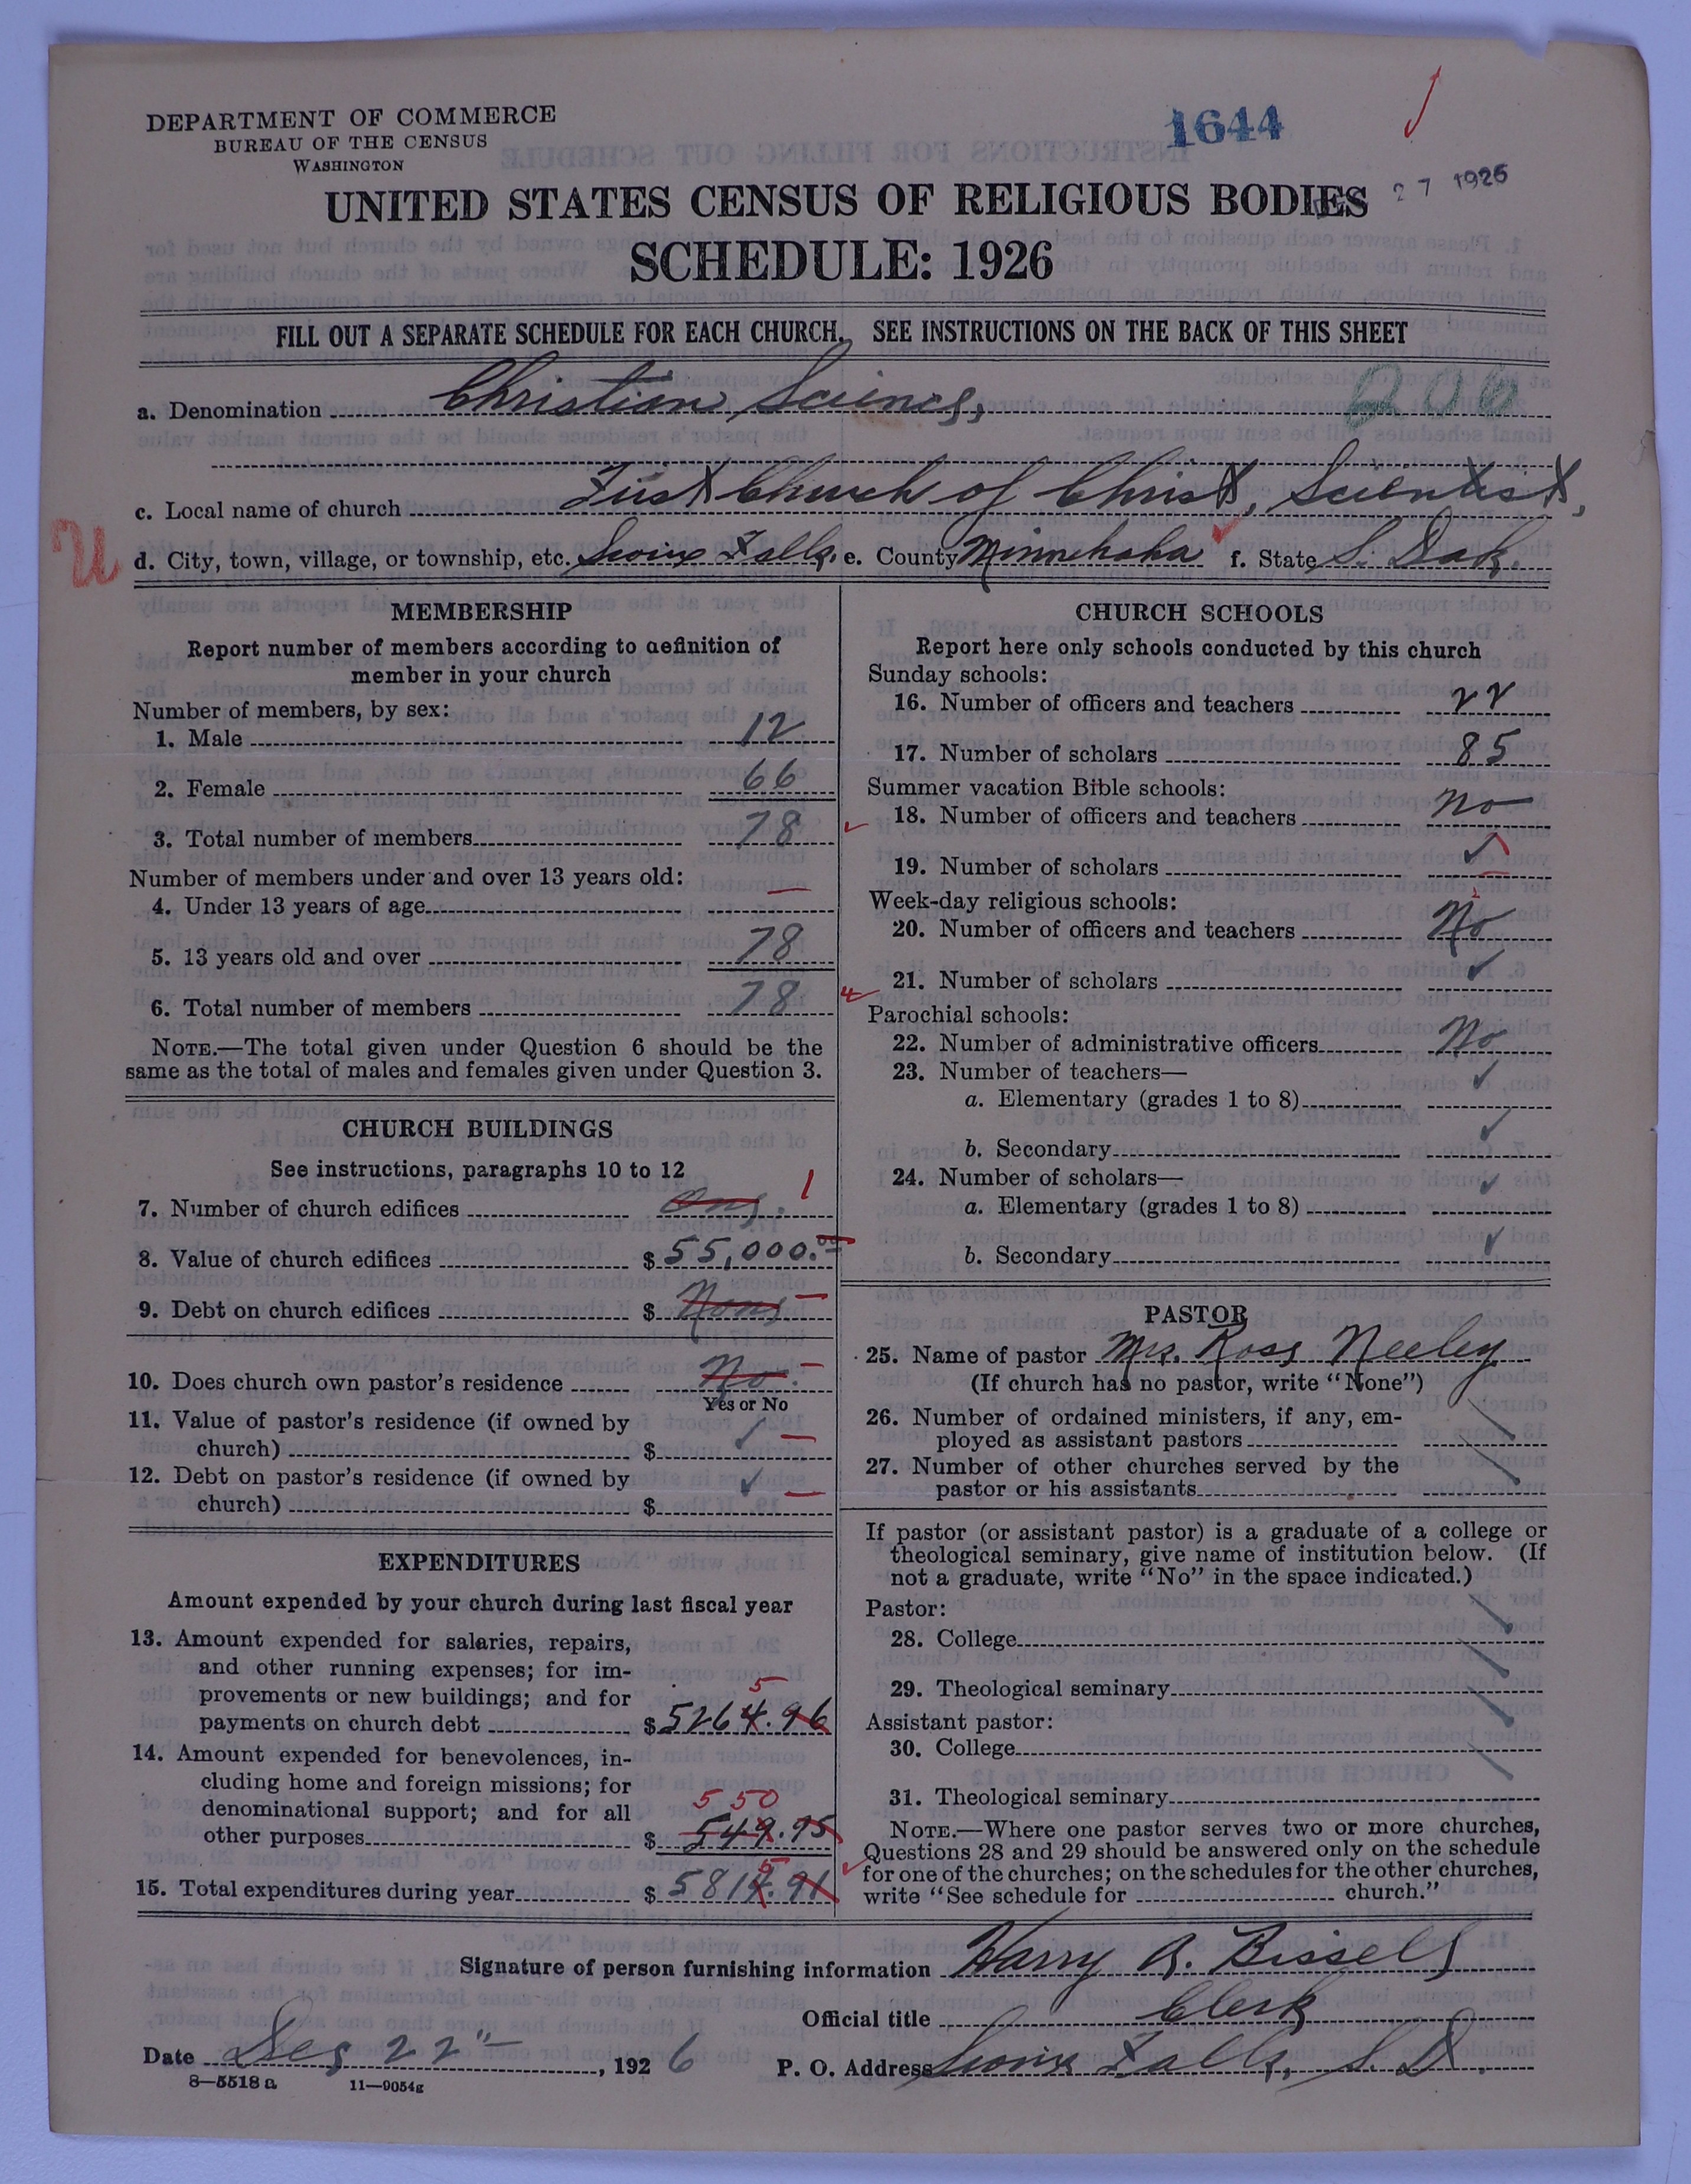 DEPARTMENT OF COMMERCE
BUREAU OF THE CENSUS
WASHINGTON
1644
27 1926
UNITED STATES CENSUS OF RELIGIOUS BODIES
SCHEDULE: 1926
FILL OUT A SEPARATE SCHEDULE FOR EACH CHURCH. SEE INSTRUCTIONS ON THE BACK OF THIS SHEET
a. Denomination Christian Science,
200
c. Local name of church First Church of Christ, Scientist,
U
d. City, town, village, or township, etc. Sioux Falls, e. County Minnehaha f. State S. Dak.
MEMBERSHIP
Report number of members according to definition of
member in your church
Number of members, by sex:
1. Male 12
2. Female 66
3. Total number of members 78
Number of members under and over 13 years old:
4. Under 13 years of age —
5. 13 years old and over 78
6. Total number of members 78
NOTE.—The total given under Question 6 should be the
same as the total of males and females given under Question 3.
CHURCH BUILDINGS
See instructions, paragraphs 10 to 12
7. Number of church edifices One. 1
8. Value of church edifices $ 55,000.00
9. Debt on church edifices $ None —
10. Does church own pastor's residence No. —
Yes or No
11. Value of pastor's residence (if owned by
church) $ ✓ —
12. Debt on pastor's residence (if owned by
church) $ ✓ —
EXPENDITURES
Amount expended by your church during last fiscal year
13. Amount expended for salaries, repairs,
and other running expenses; for im-
provements or new buildings; and for
5
payments on church debt $ 5264.96
14. Amount expended for benevolences, in-
cluding home and foreign missions; for
denominational support; and for all
5 50
other purposes $ 549.95
5
15. Total expenditures during year $ 5814.91
CHURCH SCHOOLS
Report here only schools conducted by this church
Sunday schools:
16. Number of officers and teachers 22
17. Number of scholars 85
Summer vacation Bible schools:
18. Number of officers and teachers no
19. Number of scholars ✓
Week-day religious schools:
20. Number of officers and teachers No
21. Number of scholars ✓
Parochial schools:
22. Number of administrative officers No
23. Number of teachers—
a. Elementary (grades 1 to 8) ✓
b. Secondary ✓
24. Number of scholars—
a. Elementary (grades 1 to 8) ✓
b. Secondary ✓
PASTOR
25. Name of pastor Mrs. Ross Neeley
(If church has no pastor, write "None")
26. Number of ordained ministers, if any, em-
ployed as assistant pastors
27. Number of other churches served by the
pastor or his assistants
If pastor (or assistant pastor) is a graduate of a college or
theological seminary, give name of institution below. (If
not a graduate, write "No" in the space indicated.)
Pastor:
28. College
29. Theological seminary
Assistant pastor:
30. College
31. Theological seminary
NOTE.—Where one pastor serves two or more churches,
Questions 28 and 29 should be answered only on the schedule
for one of the churches; on the schedules for the other churches,
write "See schedule for church."
Signature of person furnishing information Harry A. Bissell
Official title Clerk
Date Dec 22", 1926 P. O. Address Sioux Falls, S. D.
8—5518 a 11—9054g